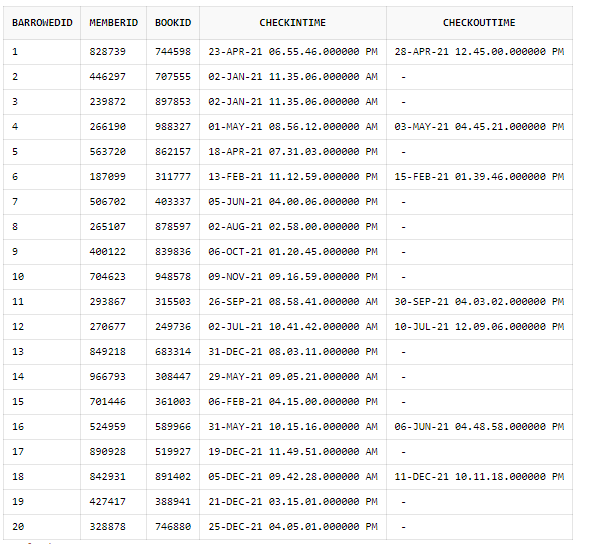 BARROWEDID MEMBERID BOOKID CHECKINTIME CHECKOUTTIME
1 828739 744598 23-APR-21 06.55.46.000000 PM 28-APR-21 12.45.00.000000 PM
2 446297 707555 02-JAN-21 11.35.06.000000 AM -
3 239872 897853 02-JAN-21 11.35.06.000000 AM -
4 266190 988327 01-MAY-21 08.56.12.000000 AM 03-MAY-21 04.45.21.000000 PM
5 563720 862157 18-APR-21 07.31.03.000000 PM -
6 187099 311777 13-FEB-21 11.12.59.000000 PM 15-FEB-21 01.39.46.000000 PM
7 506702 403337 05-JUN-21 04.00.06.000000 PM -
8 265107 878597 02-AUG-21 02.58.00.000000 PM -
9 400122 839836 06-OCT-21 01.20.45.000000 PM -
10 704623 948578 09-NOV-21 09.16.59.000000 PM -
11 293867 315503 26-SEP-21 08.58.41.000000 AM 30-SEP-21 04.03.02.000000 PM
12 270677 249736 02-JUL-21 10.41.42.000000 AM 10-JUL-21 12.09.06.000000 PM
13 849218 683314 31-DEC-21 08.03.11.000000 PM -
14 966793 308447 29-MAY-21 09.05.21.000000 AM -
15 701446 361003 06-FEB-21 04.15.00.000000 PM -
16 524959 589966 31-MAY-21 10.15.16.000000 AM 06-JUN-21 04.48.58.000000 PM
17 890928 519927 19-DEC-21 11.49.51.000000 AM -
18 842931 891402 05-DEC-21 09.42.28.000000 AM 11-DEC-21 10.11.18.000000 PM
19 427417 388941 21-DEC-21 03.15.01.000000 PM -
20 328878 746880 25-DEC-21 04.05.01.000000 PM -